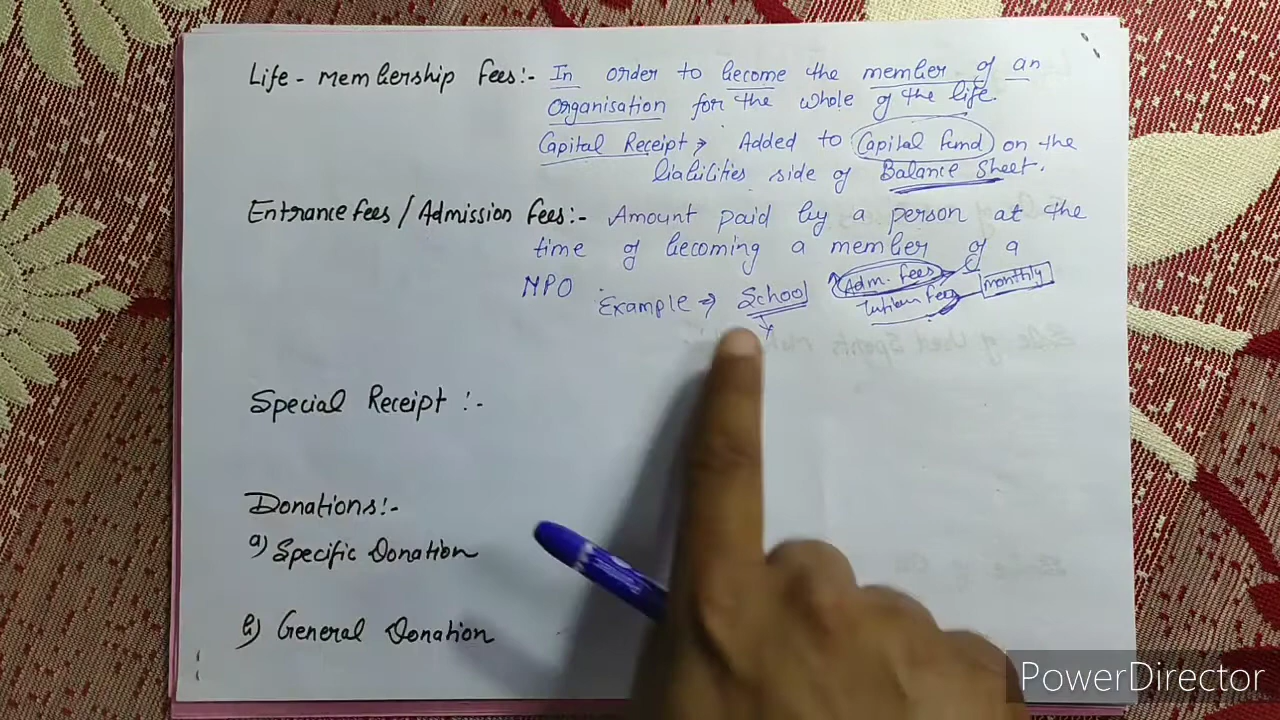 Life - Membership Fees:- In order to become the member of an
Organisation for the whole of the life.
Capital Receipt → Added to Capital Fund on the
liabilities side of Balance Sheet.
Entrance fees / Admission Fees:- Amount paid by a person at the
time of becoming a member of a
NPO
Example ⇒ School
Adm. fees
Tution fees
monthly
Special Receipt :-
Donations:-
a) Specific Donation
b) General Donation
PowerDirector